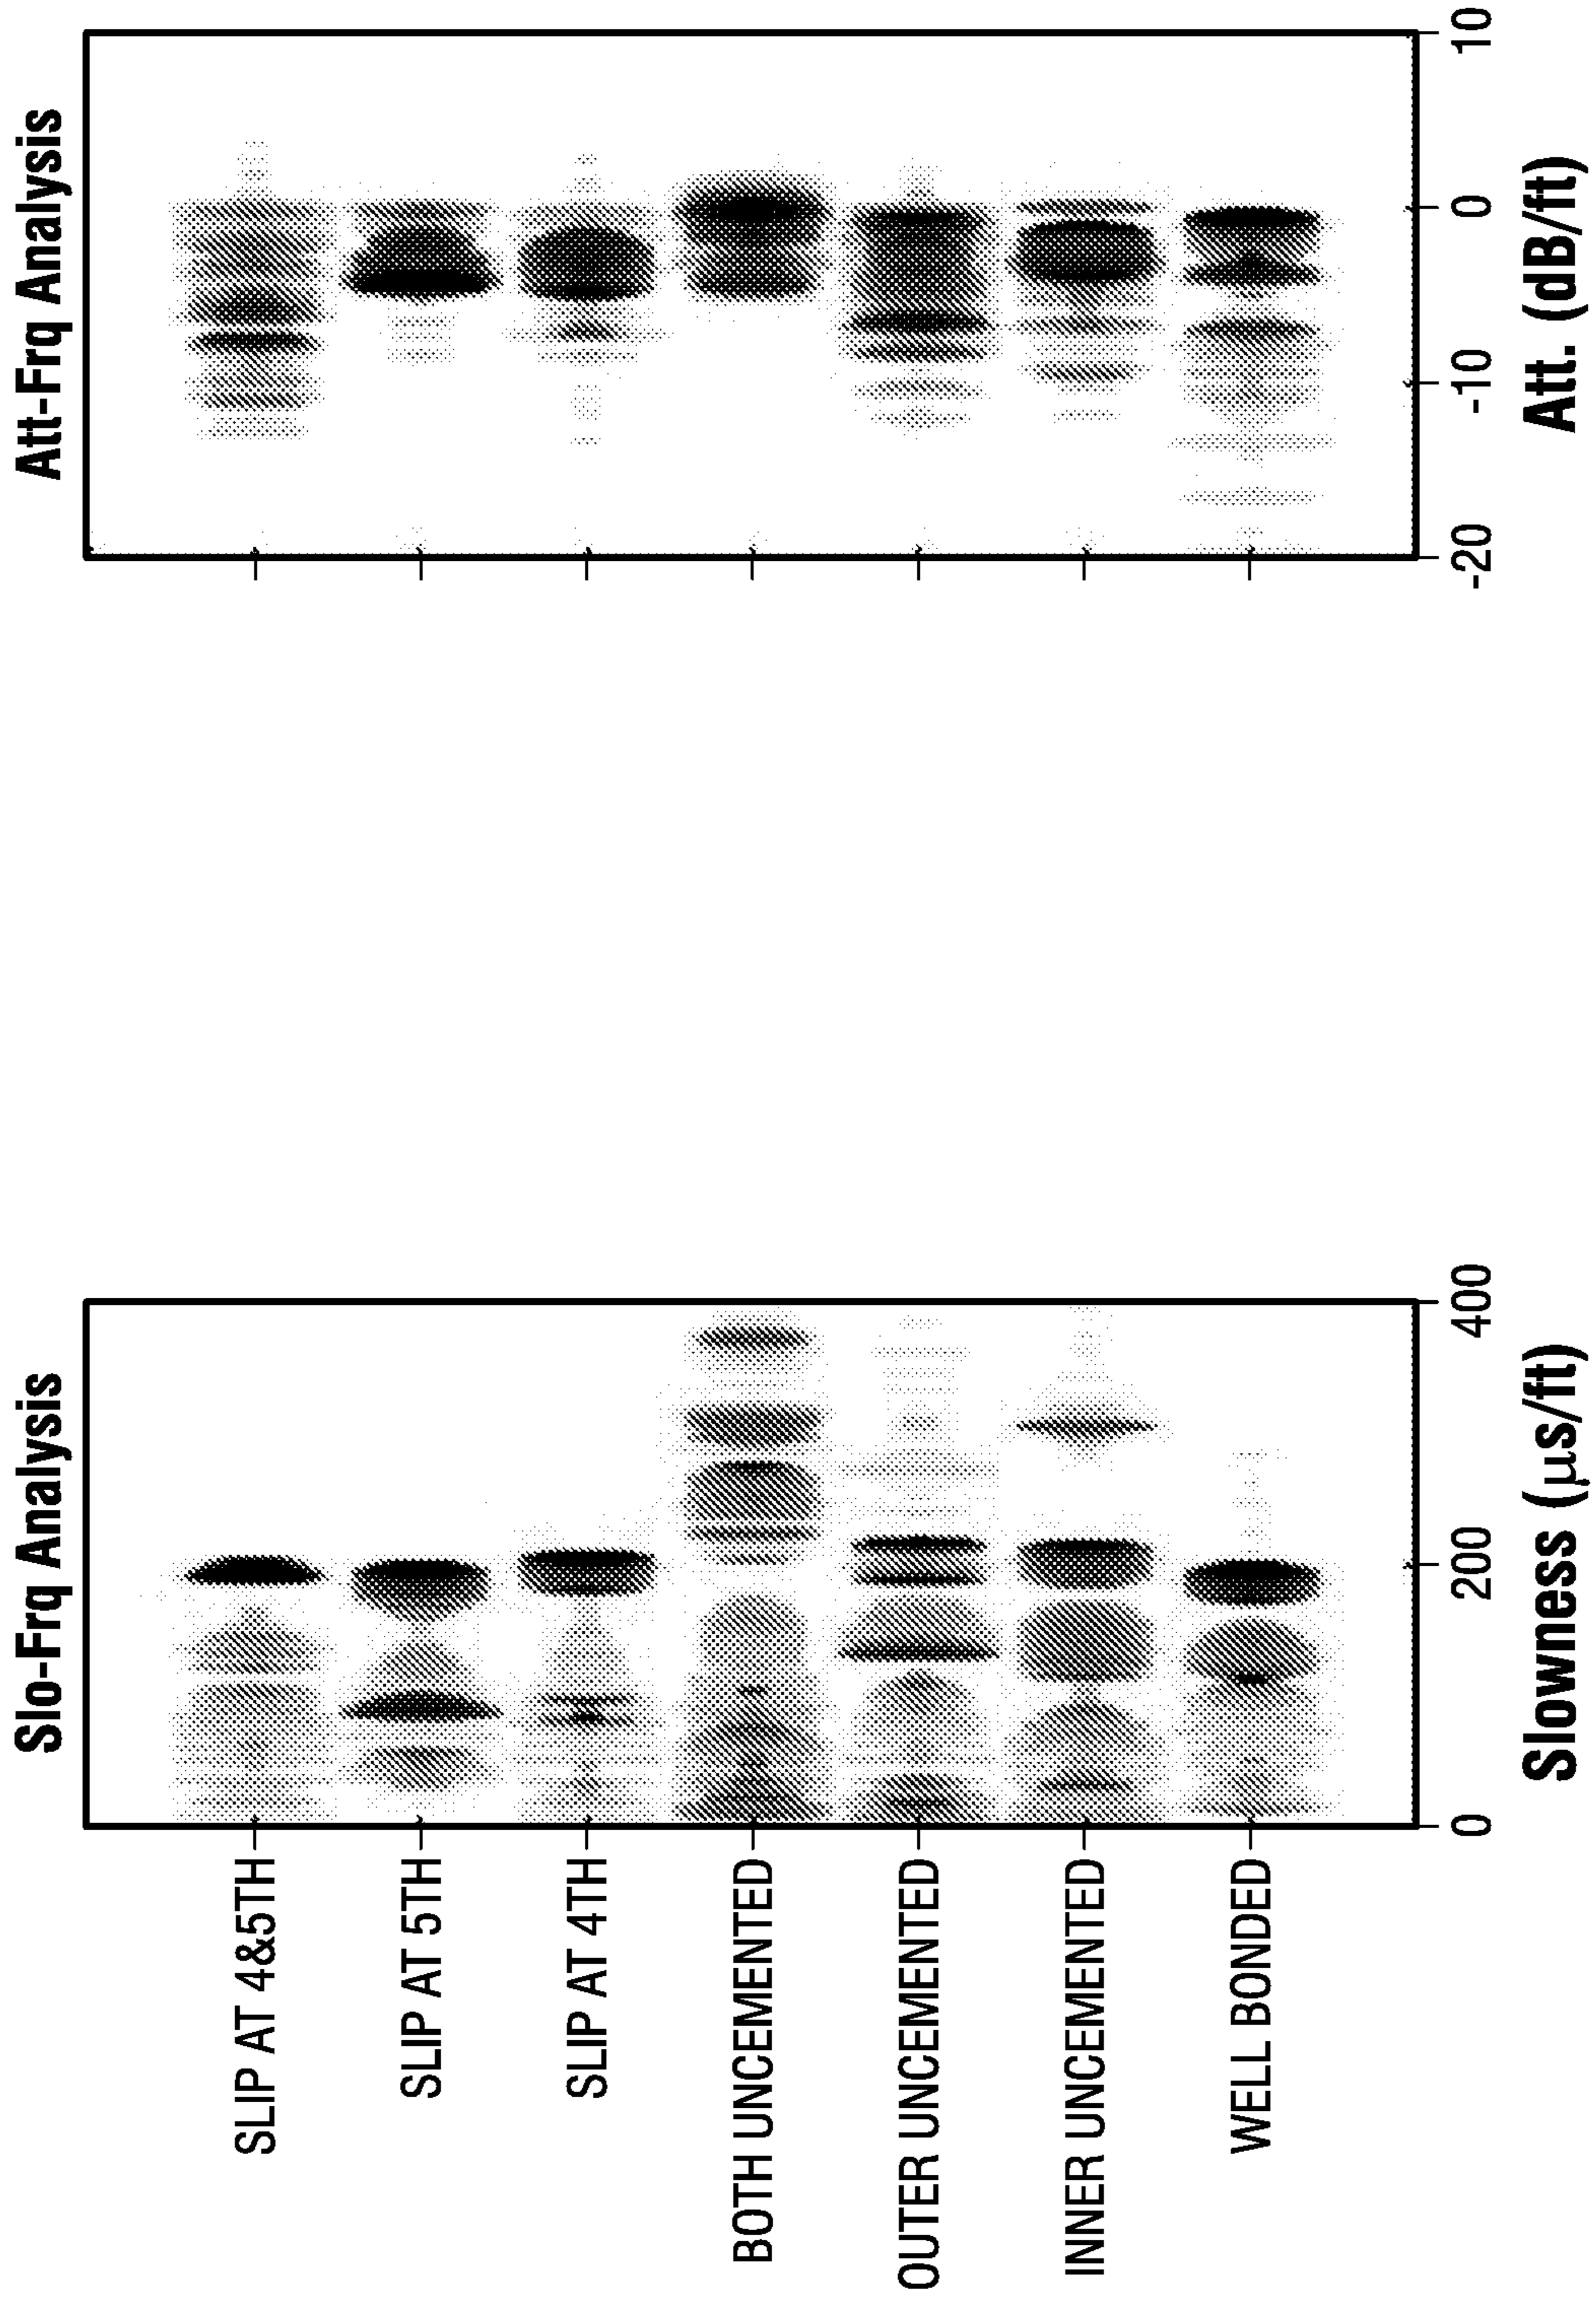 Slo-Frq Analysis
SLIP AT 4&5TH
SLIP AT 5TH
SLIP AT 4TH
BOTH UNCEMENTED
OUTER UNCEMENTED
INNER UNCEMENTED
WELL BONDED
0 200 400
Slowness (µs/ft)
Att-Frq Analysis
-20 -10 0 10
Att. (dB/ft)